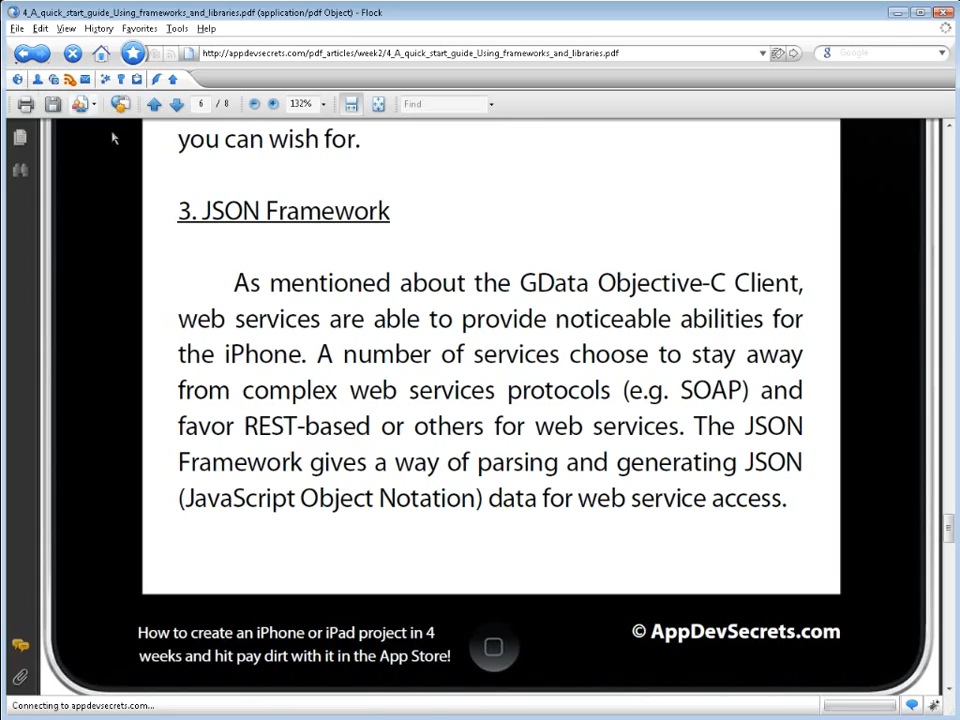 4_A_quick_start_guide_Using_frameworks_and_libraries.pdf (application/pdf Object) - Flock
File Edit View History Favorites Tools Help
http://appdevsecrets.com/pdf_articles/week2/4_A_quick_start_guide_Using_frameworks_and_libraries.pdf
Google
6 / 8 132% Find
you can wish for.
3. JSON Framework
As mentioned about the GData Objective-C Client,
web services are able to provide noticeable abilities for
the iPhone. A number of services choose to stay away
from complex web services protocols (e.g. SOAP) and
favor REST-based or others for web services. The JSON
Framework gives a way of parsing and generating JSON
(JavaScript Object Notation) data for web service access.
How to create an iPhone or iPad project in 4
weeks and hit pay dirt with it in the App Store!
© AppDevSecrets.com
Connecting to appdevsecrets.com...